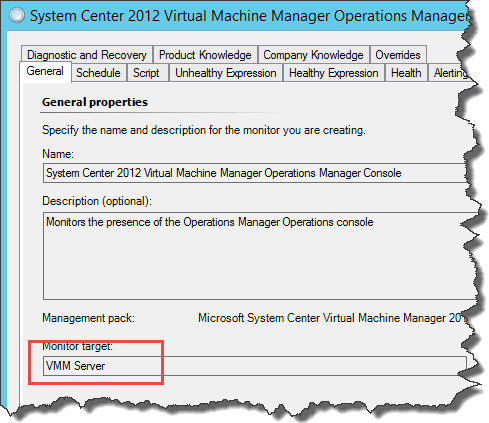 System Center 2012 Virtual Machine Manager Operations Manager
Diagnostic and Recovery Product Knowledge Company Knowledge Overrides
General Schedule Script Unhealthy Expression Healthy Expression Health Alerting
General properties
Specify the name and description for the monitor you are creating.
Name:
System Center 2012 Virtual Machine Manager Operations Manager Console
Description (optional):
Monitors the presence of the Operations Manager Operations console
Management pack: Microsoft System Center Virtual Machine Manager
Monitor target:
VMM Server